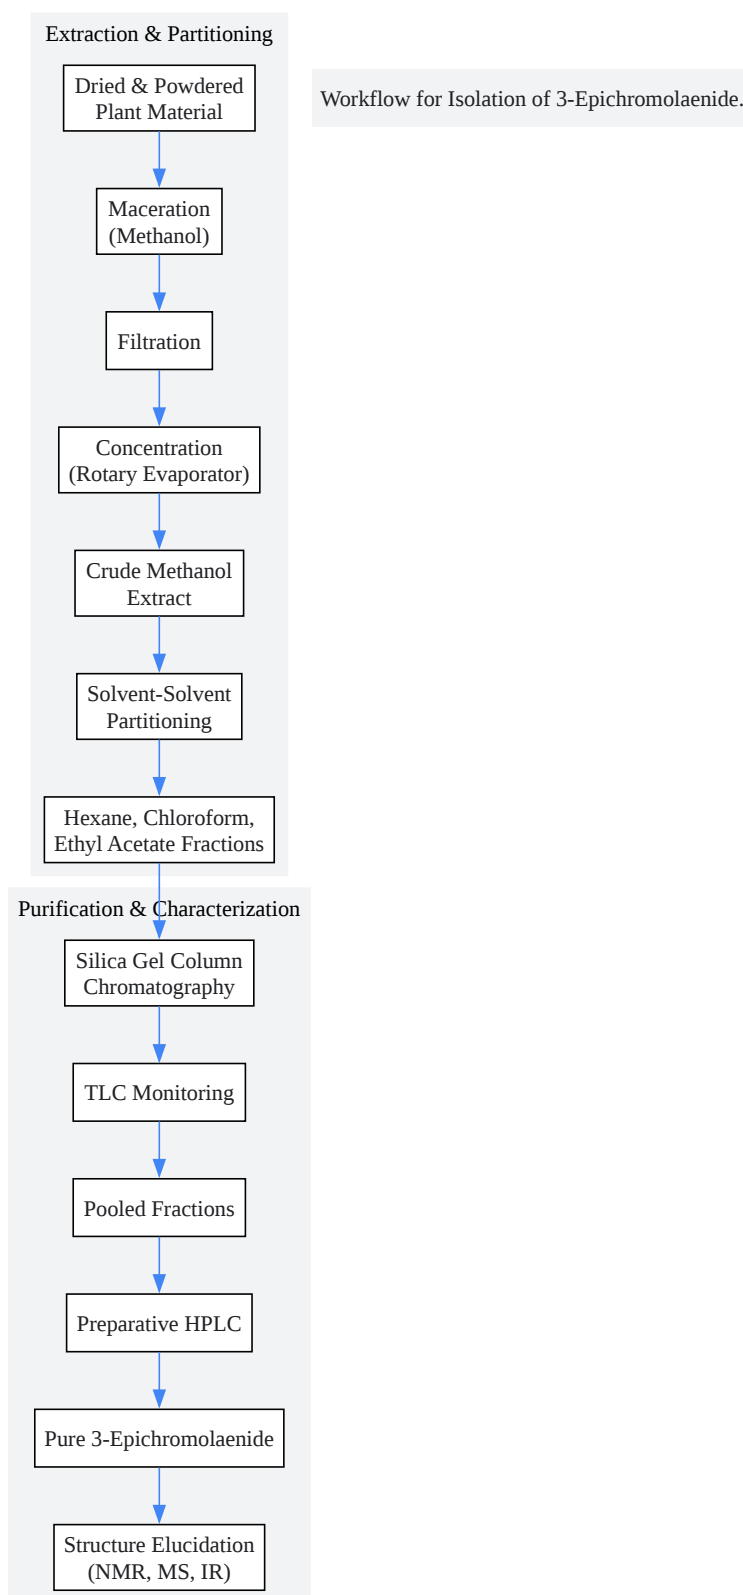 Extraction & Partitioning
Dried & Powdered
Plant Material
Workflow for Isolation of 3-Epichromolaenide.
Maceration
(Methanol)
Filtration
Concentration
(Rotary Evaporator)
Crude Methanol
Extract
Solvent-Solvent
Partitioning
Hexane, Chloroform,
Ethyl Acetate Fractions
Purification & Characterization
Silica Gel Column
Chromatography
TLC Monitoring
Pooled Fractions
Preparative HPLC
Pure 3-Epichromolaenide
Structure Elucidation
(NMR, MS, IR)